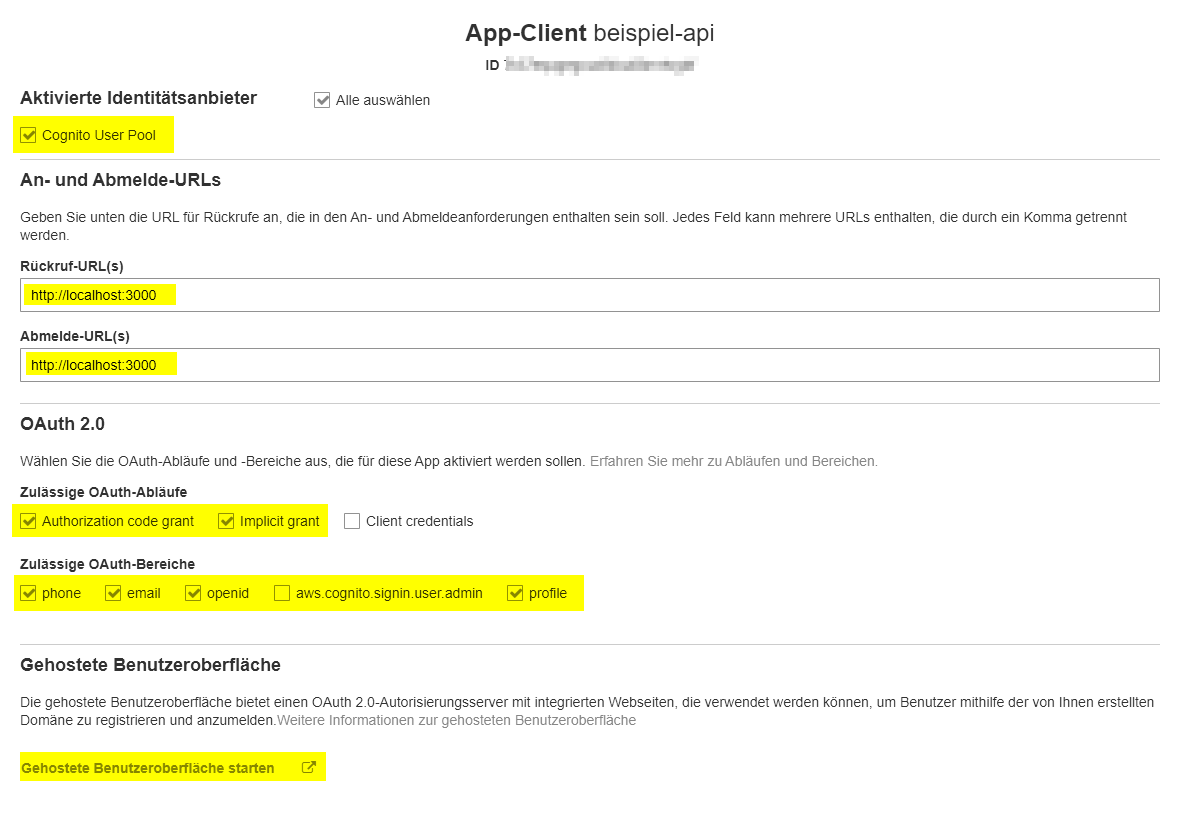 App-Client beispiel-api
ID
Aktivierte Identitätsanbieter
Alle auswählen
Cognito User Pool
An- und Abmelde-URLs
Geben Sie unten die URL für Rückrufe an, die in den An- und Abmeldeanforderungen enthalten sein soll. Jedes Feld kann mehrere URLs enthalten, die durch ein Komma getrennt
werden.
Rückruf-URL(s)
http://localhost:3000
Abmelde-URL(s)
http://localhost:3000
OAuth 2.0
Wählen Sie die OAuth-Abläufe und -Bereiche aus, die für diese App aktiviert werden sollen. Erfahren Sie mehr zu Abläufen und Bereichen.
Zulässige OAuth-Abläufe
Authorization code grant Implicit grant Client credentials
Zulässige OAuth-Bereiche
phone email openid aws.cognito.signin.user.admin profile
Gehostete Benutzeroberfläche
Die gehostete Benutzeroberfläche bietet einen OAuth 2.0-Autorisierungsserver mit integrierten Webseiten, die verwendet werden können, um Benutzer mithilfe der von Ihnen erstellten
Domäne zu registrieren und anzumelden.Weitere Informationen zur gehosteten Benutzeroberfläche
Gehostete Benutzeroberfläche starten